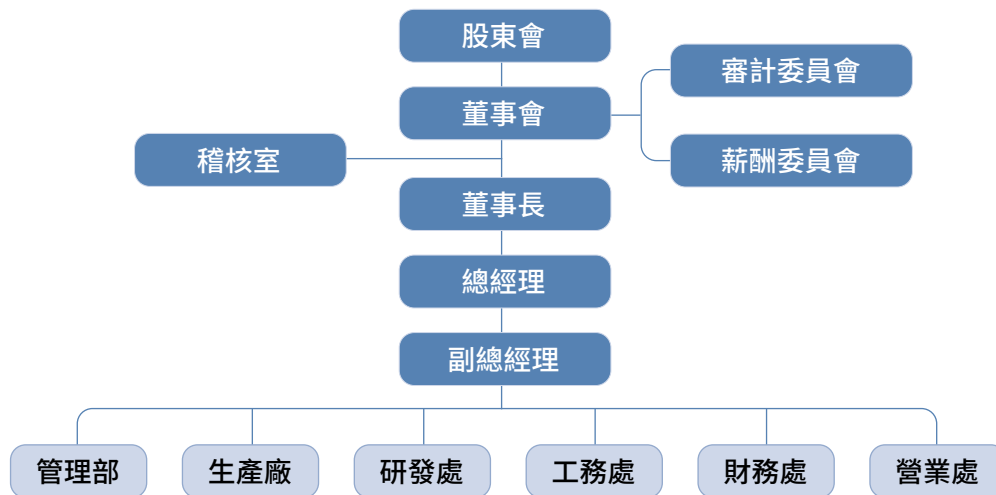 股東會
審計委員會
董事會
稽核室
薪酬委員會
董事長
總經理
副總經理
管理部
生產廠
研發處
工務處
財務處
營業處